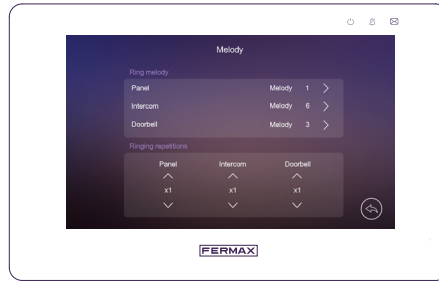 Melody
Ring melody
Panel Melody 1
Intercom Melody 6
Doorbell Melody 3
Ringing repetitions
Panel Intercom Doorbell
x1 x1 x1
FERMAX